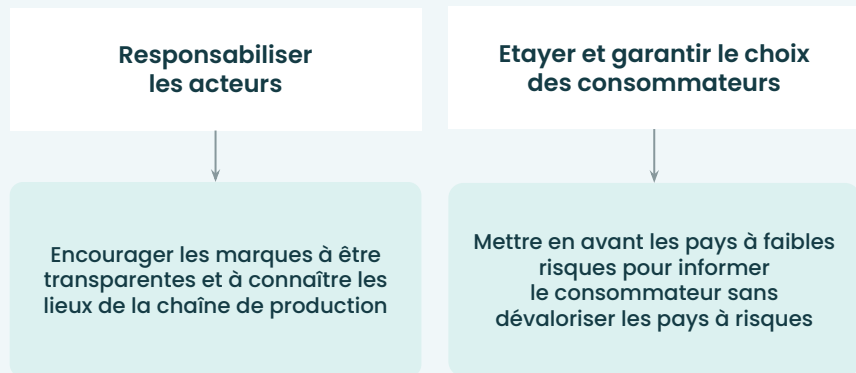 Responsabiliser
les acteurs
Encourager les marques à être
transparentes et à connaître les
lieux de la chaîne de production
Etayer et garantir le choix
des consommateurs
Mettre en avant les pays à faibles
risques pour informer
le consommateur sans
dévaloriser les pays à risques